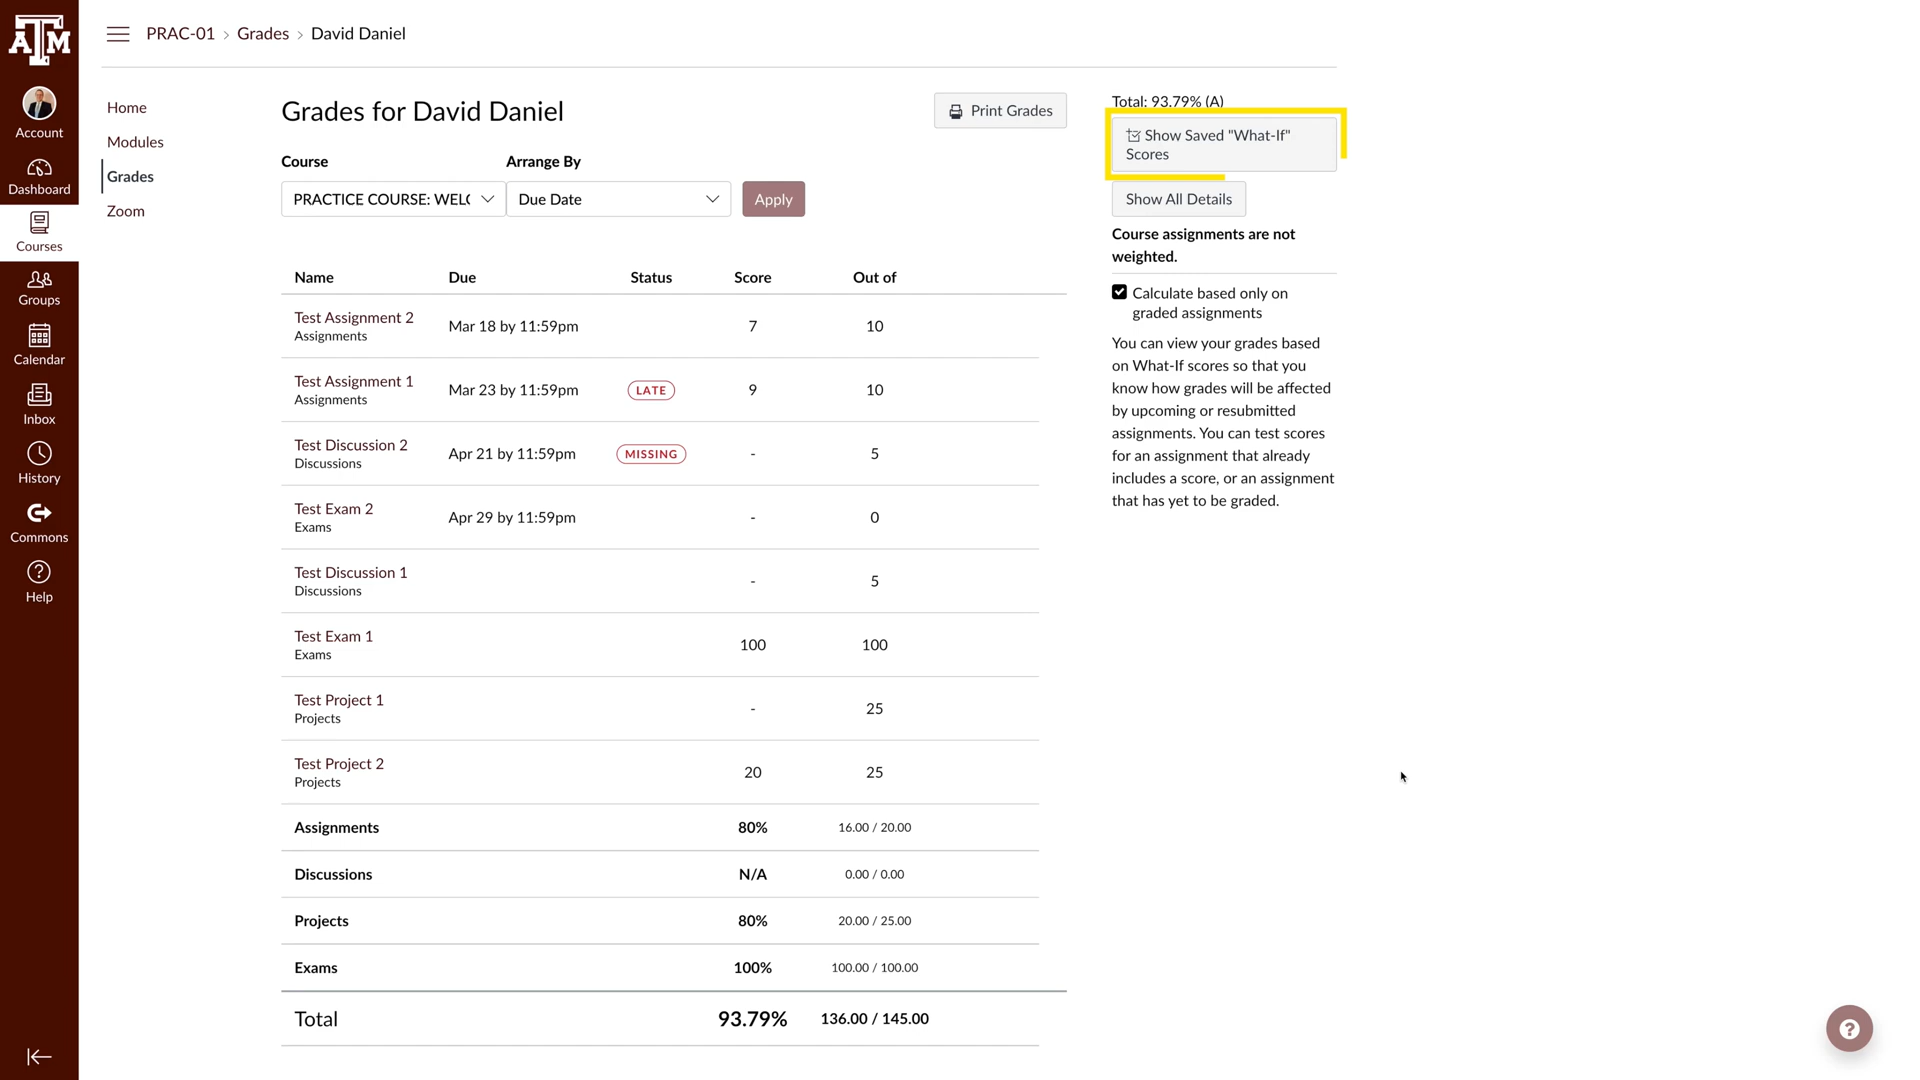 ATM
PRAC-01 › Grades › David Daniel
Account
Dashboard
Courses
Groups
Calendar
Inbox
History
Commons
Help
Home
Modules
Grades
Zoom
Grades for David Daniel
Print Grades
Course
Arrange By
PRACTICE COURSE: WELC
Due Date
Apply
Name Due Status Score Out of
Test Assignment 2
Assignments
Mar 18 by 11:59pm 7 10
Test Assignment 1
Assignments
Mar 23 by 11:59pm LATE 9 10
Test Discussion 2
Discussions
Apr 21 by 11:59pm MISSING - 5
Test Exam 2
Exams
Apr 29 by 11:59pm - 0
Test Discussion 1
Discussions
- 5
Test Exam 1
Exams
100 100
Test Project 1
Projects
- 25
Test Project 2
Projects
20 25
Assignments 80% 16.00 / 20.00
Discussions N/A 0.00 / 0.00
Projects 80% 20.00 / 25.00
Exams 100% 100.00 / 100.00
Total 93.79% 136.00 / 145.00
Total: 93.79% (A)
Show Saved "What-If"
Scores
Show All Details
Course assignments are not
weighted.
Calculate based only on
graded assignments
You can view your grades based
on What-If scores so that you
know how grades will be affected
by upcoming or resubmitted
assignments. You can test scores
for an assignment that already
includes a score, or an assignment
that has yet to be graded.